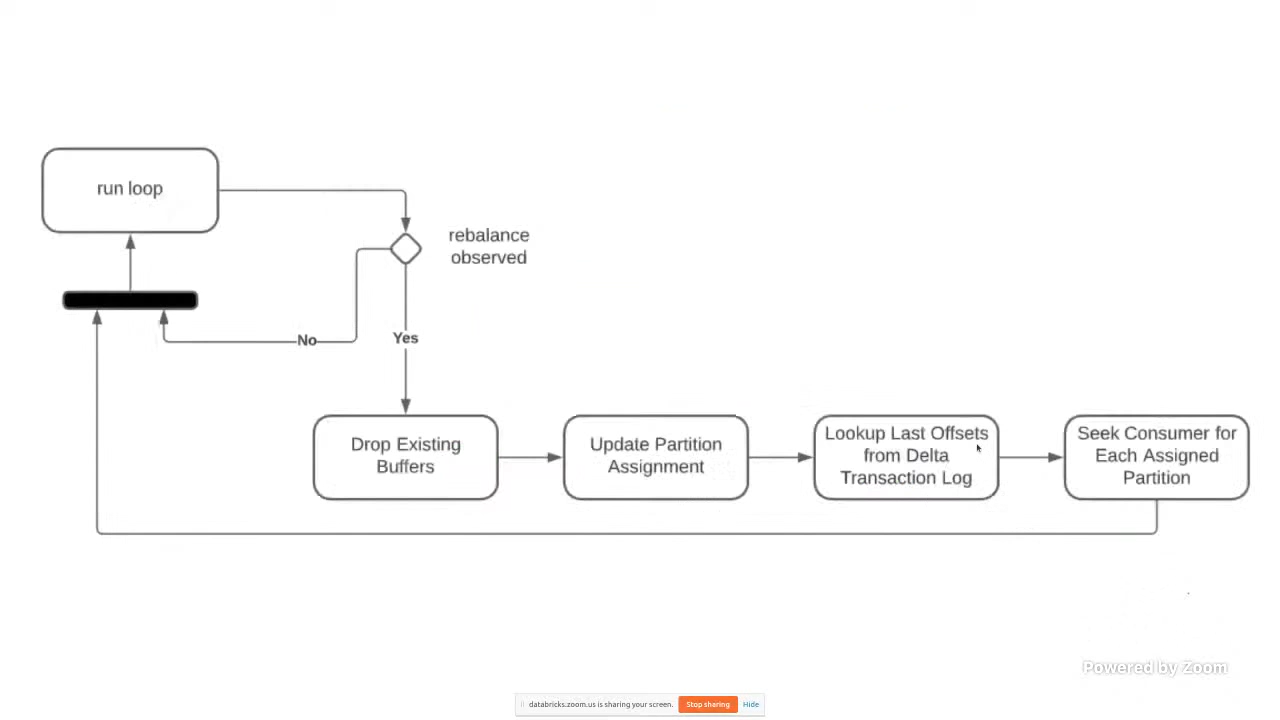 run loop
rebalance
observed
No
Yes
Drop Existing
Buffers
Update Partition
Assignment
Lookup Last Offsets
from Delta
Transaction Log
Seek Consumer for
Each Assigned
Partition
Powered by Zoom
databricks.zoom.us is sharing your screen.
Stop sharing
Hide